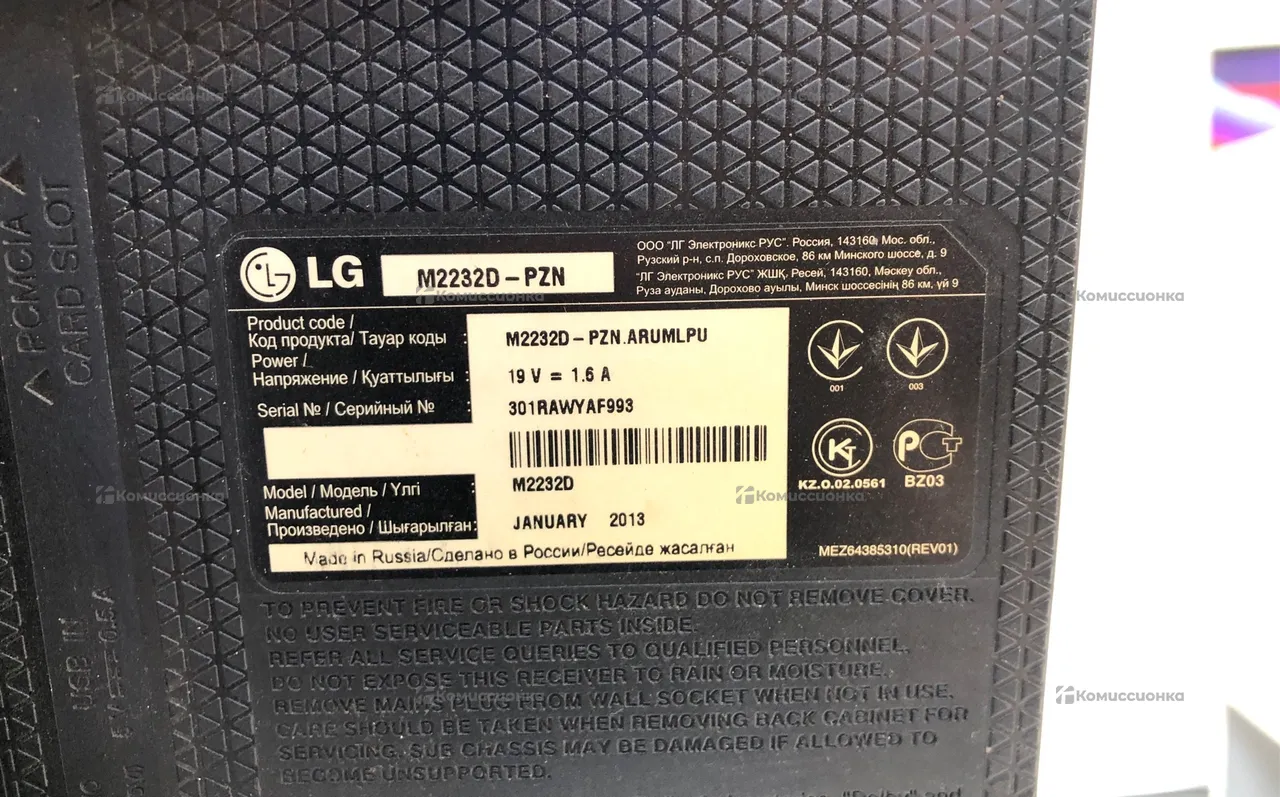 LG
M2232D – PZN
ООО "ЛГ Электроникс РУС". Россия, 143160, Мос. обл.,
Рузский р-н, с.п. Дороховское, 86 км Минского шоссе, д. 9
"ЛГ Электроникс РУС" ЖШҚ, Ресей, 143160, Мәскеу обл.,
Руза ауданы, Дорохово ауылы, Минск шоссесінің 86 км, үй 9
Product code /
Код продукта/ Тауар коды : M2232D – PZN.ARUMLPU
Power /
Напряжение / Қуаттылығы : 19 V = 1.6 A
Serial № / Серийный № : 301RAWYAF993
Model / Модель / Үлгі M2232D
Manufactured /
Произведено / Шығарылған: JANUARY 2013
Made in Russia/Сделано в России/Ресейде жасалған
001
003
KZ.O.02.0561
BZ03
MEZ64385310(REV01)
PCMCIA
CARD SLOT
USB IN
TO PREVENT FIRE OR SHOCK HAZARD DO NOT REMOVE COVER.
NO USER SERVICEABLE PARTS INSIDE.
REFER ALL SERVICE QUERIES TO QUALIFIED PERSONNEL.
DO NOT EXPOSE THIS RECEIVER TO RAIN OR MOISTURE.
REMOVE MAINS PLUG FROM WALL SOCKET WHEN NOT IN USE.
CARE SHOULD BE TAKEN WHEN REMOVING BACK CABINET FOR
SERVICING. SUB CHASSIS MAY BE DAMAGED IF ALLOWED TO
BECOME UNSUPPORTED.
"Dolby" and
Комиссионка
Комиссионка
Комиссионка
Комиссионка
Комиссионка
Комиссионка
Комиссионка
Комиссионка